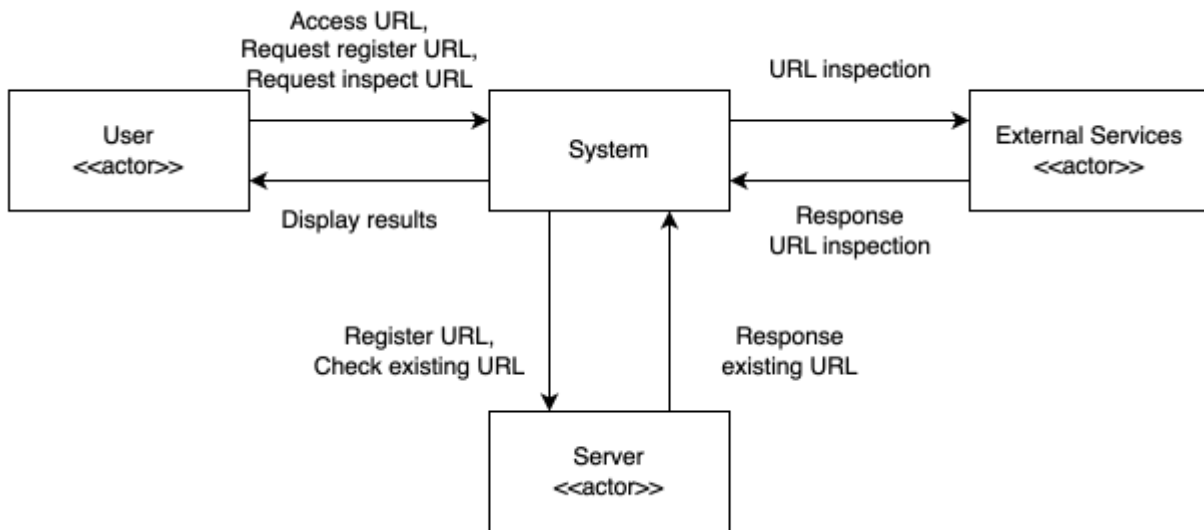 Access URL,
Request register URL,
Request inspect URL
URL inspection
User
<<actor>>
System
External Services
<<actor>>
Display results
Response
URL inspection
Register URL,
Check existing URL
Response
existing URL
Server
<<actor>>